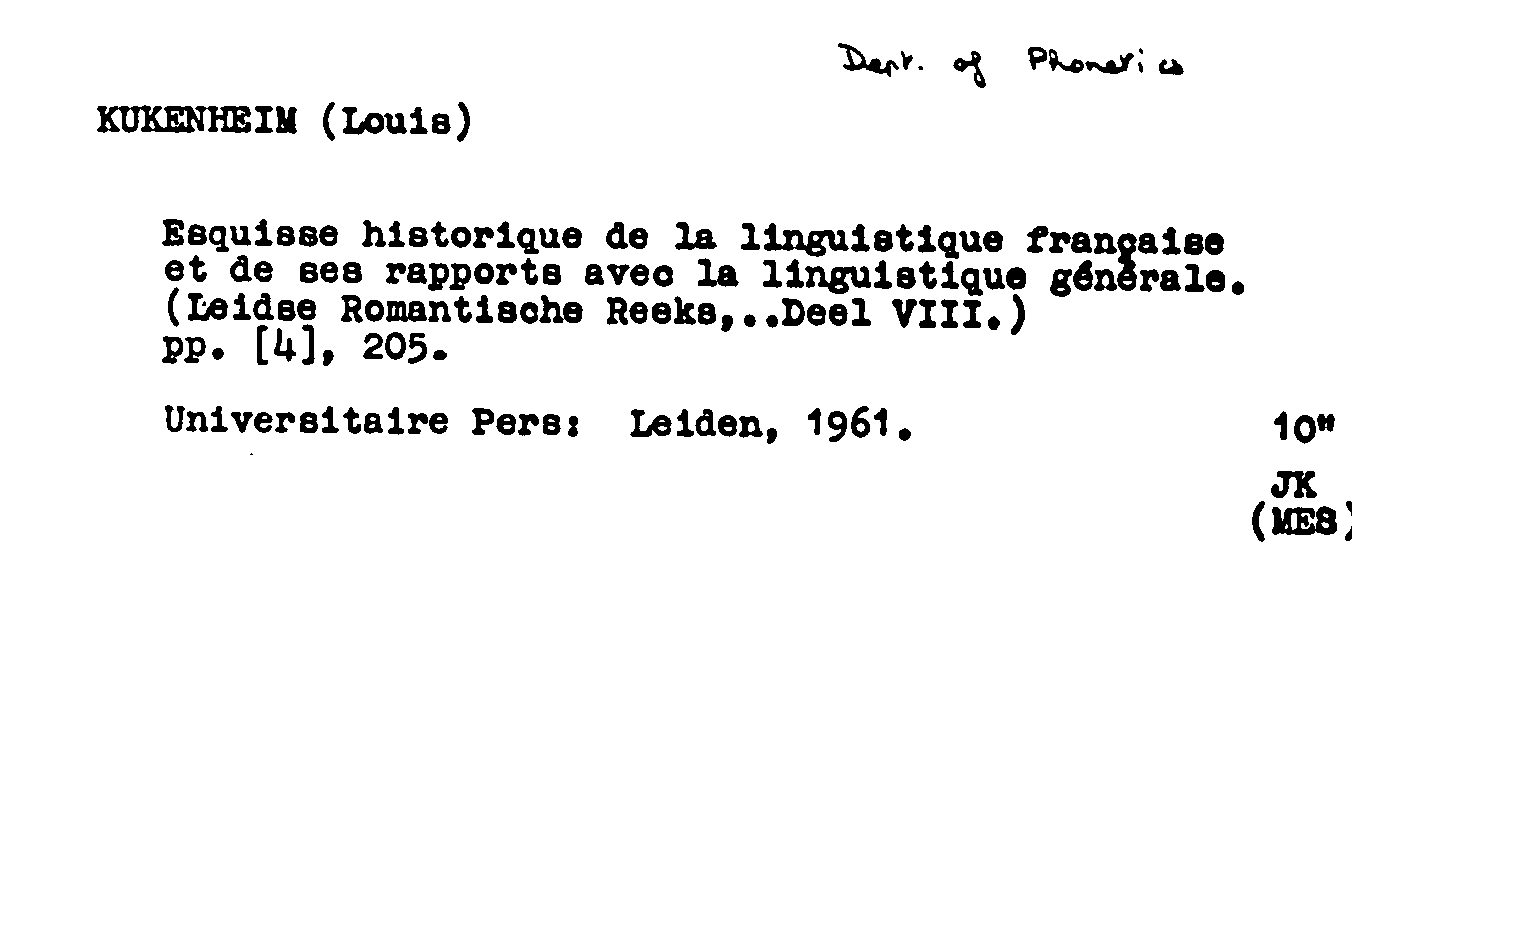 Dept. of Phonetics
KUKENHEIM (Louis)
Esquisse historique de la linguistique française
et de ses rapports avec la linguistique générale.
(Leidse Romantische Reeks,..Deel VIII.)
pp. [4], 205.
Universitaire Pers: Leiden, 1961. 10"
JK
(MES)